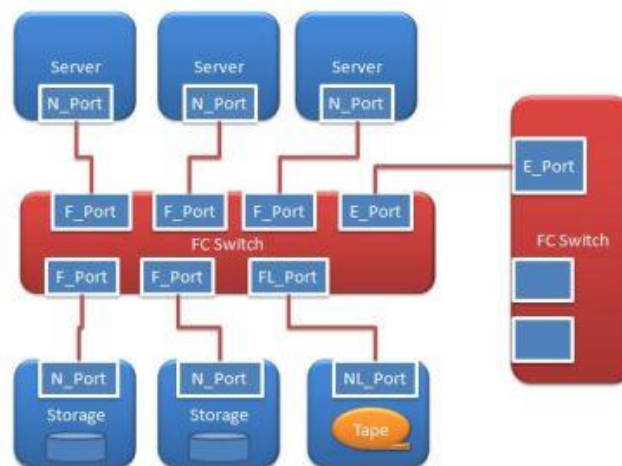 Server
Server
Server
N_Port
N_Port
N_Port
E_Port
F_Port
F_Port
F_Port
E_Port
FC Switch
FC Switch
F_Port
F_Port
FL_Port
N_Port
N_Port
NL_Port
Storage
Storage
Tape